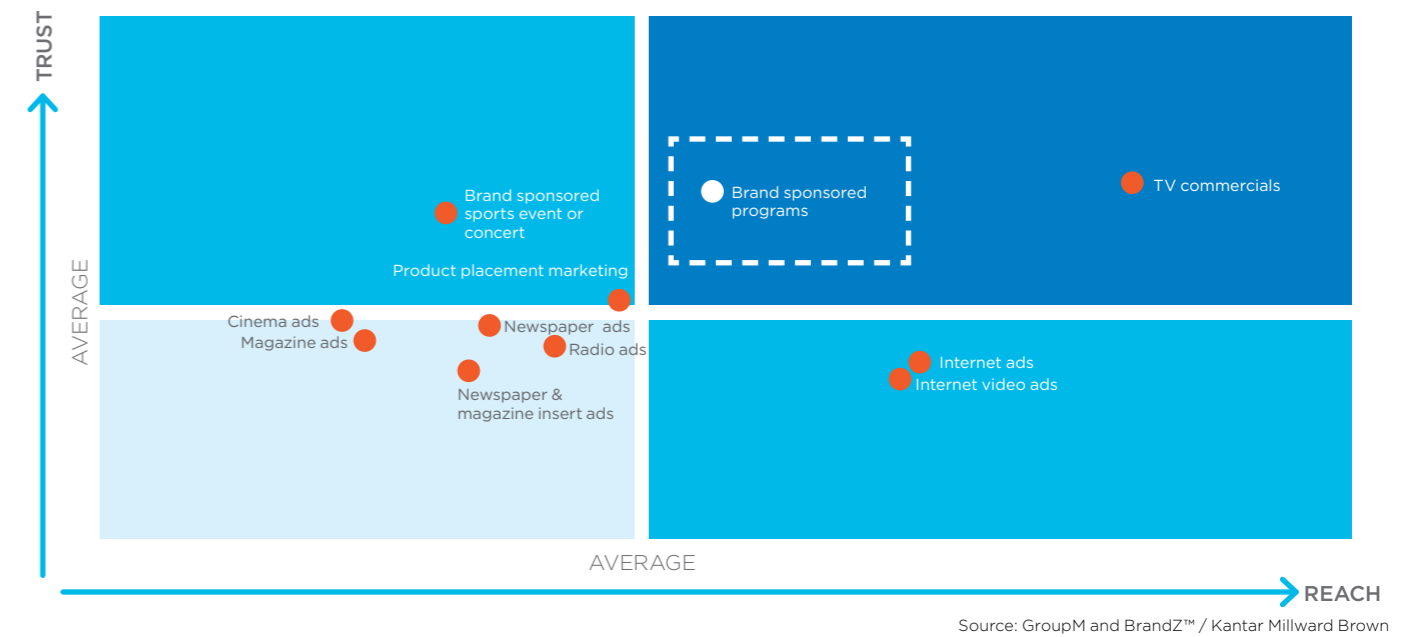 TRUST
Brand sponsored
sports event or
concert
Brand sponsored
programs
TV commercials
Product placement marketing
AVERAGE
Cinema ads
Newspaper ads
Magazine ads
Radio ads
Internet ads
Internet video ads
Newspaper &
magazine insert ads
AVERAGE
REACH
Source: GroupM and BrandZ™ / Kantar Millward Brown